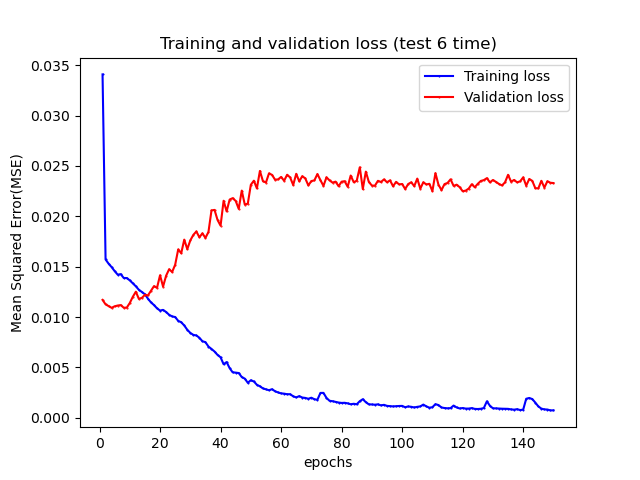 Training and validation loss (test 6 time)
Training loss
Validation loss
Mean Squared Error(MSE)
0.035
0.030
0.025
0.020
0.015
0.010
0.005
0.000
0 20 40 60 80 100 120 140
epochs